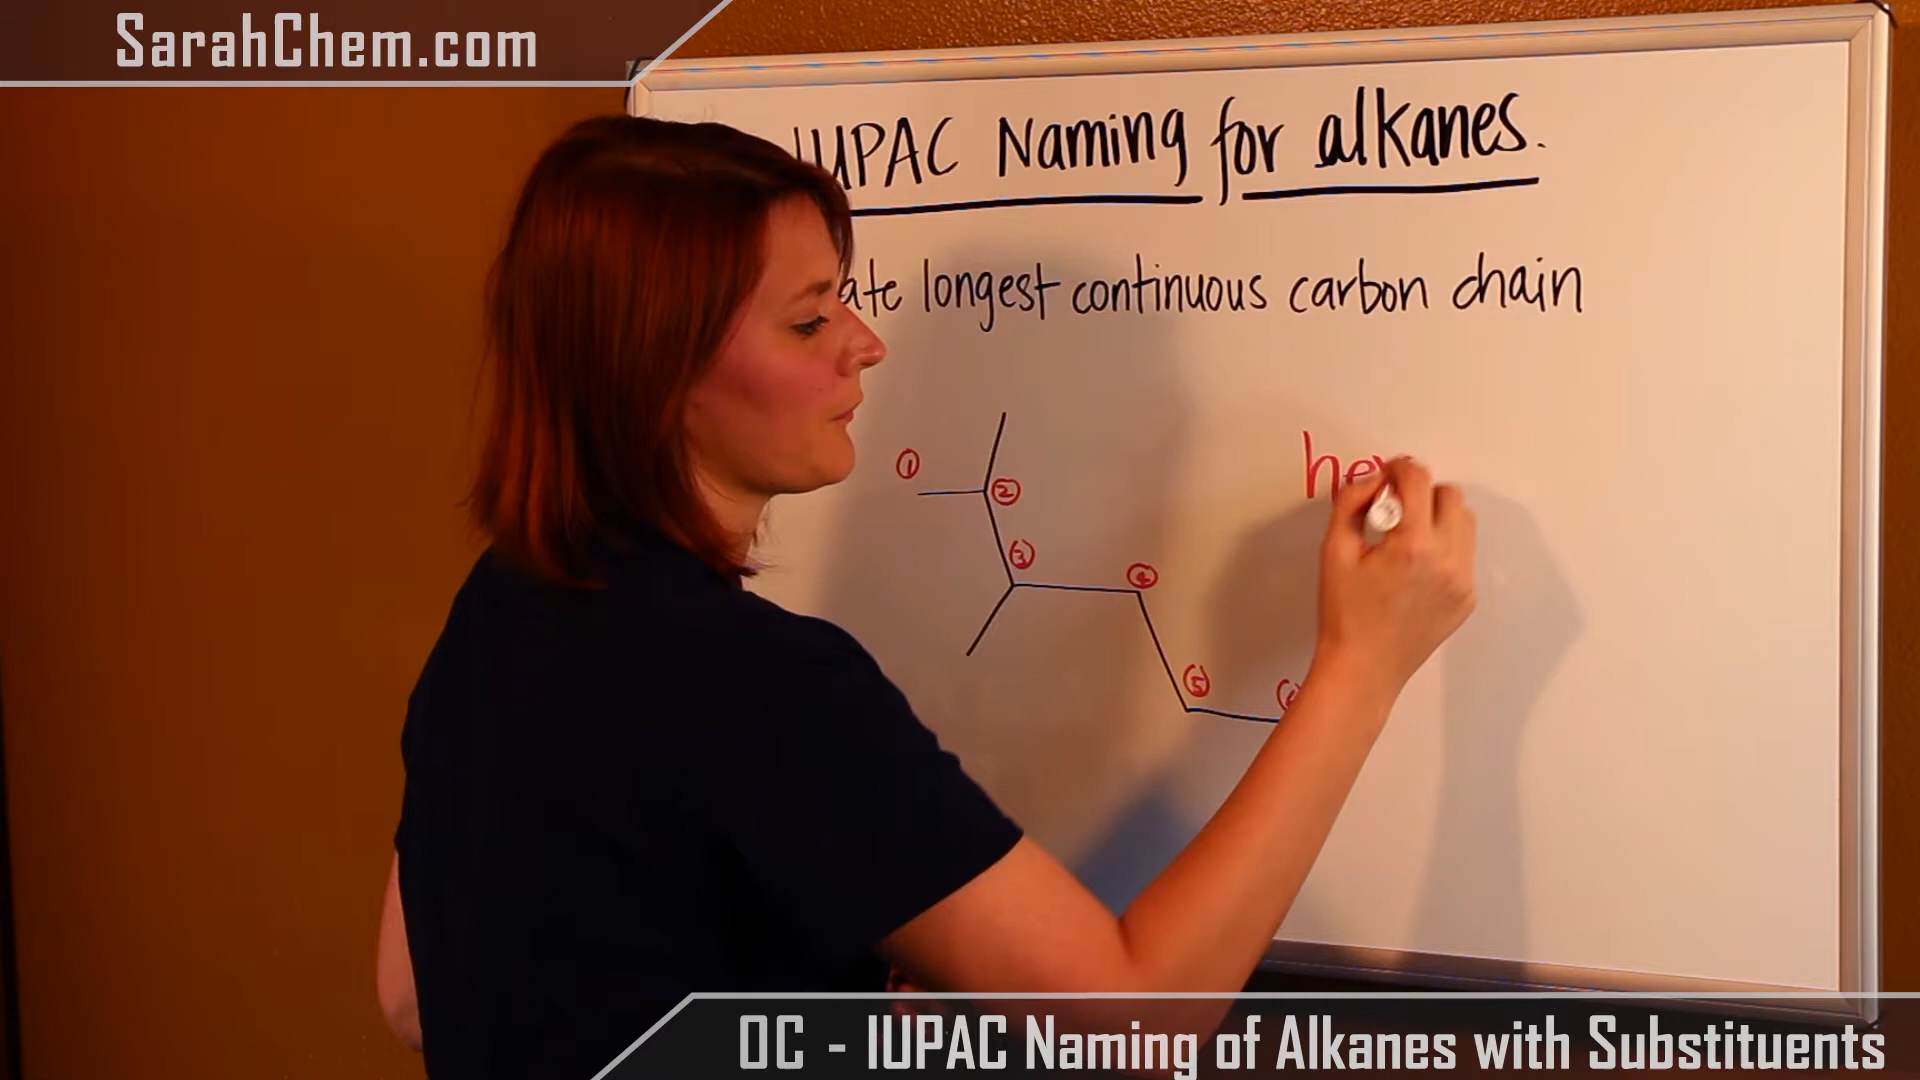 SarahChem.com
IUPAC Naming for alkanes.
ate longest continuous carbon chain
①
②
hex
③
④
⑤
OC - IUPAC Naming of Alkanes with Substituents